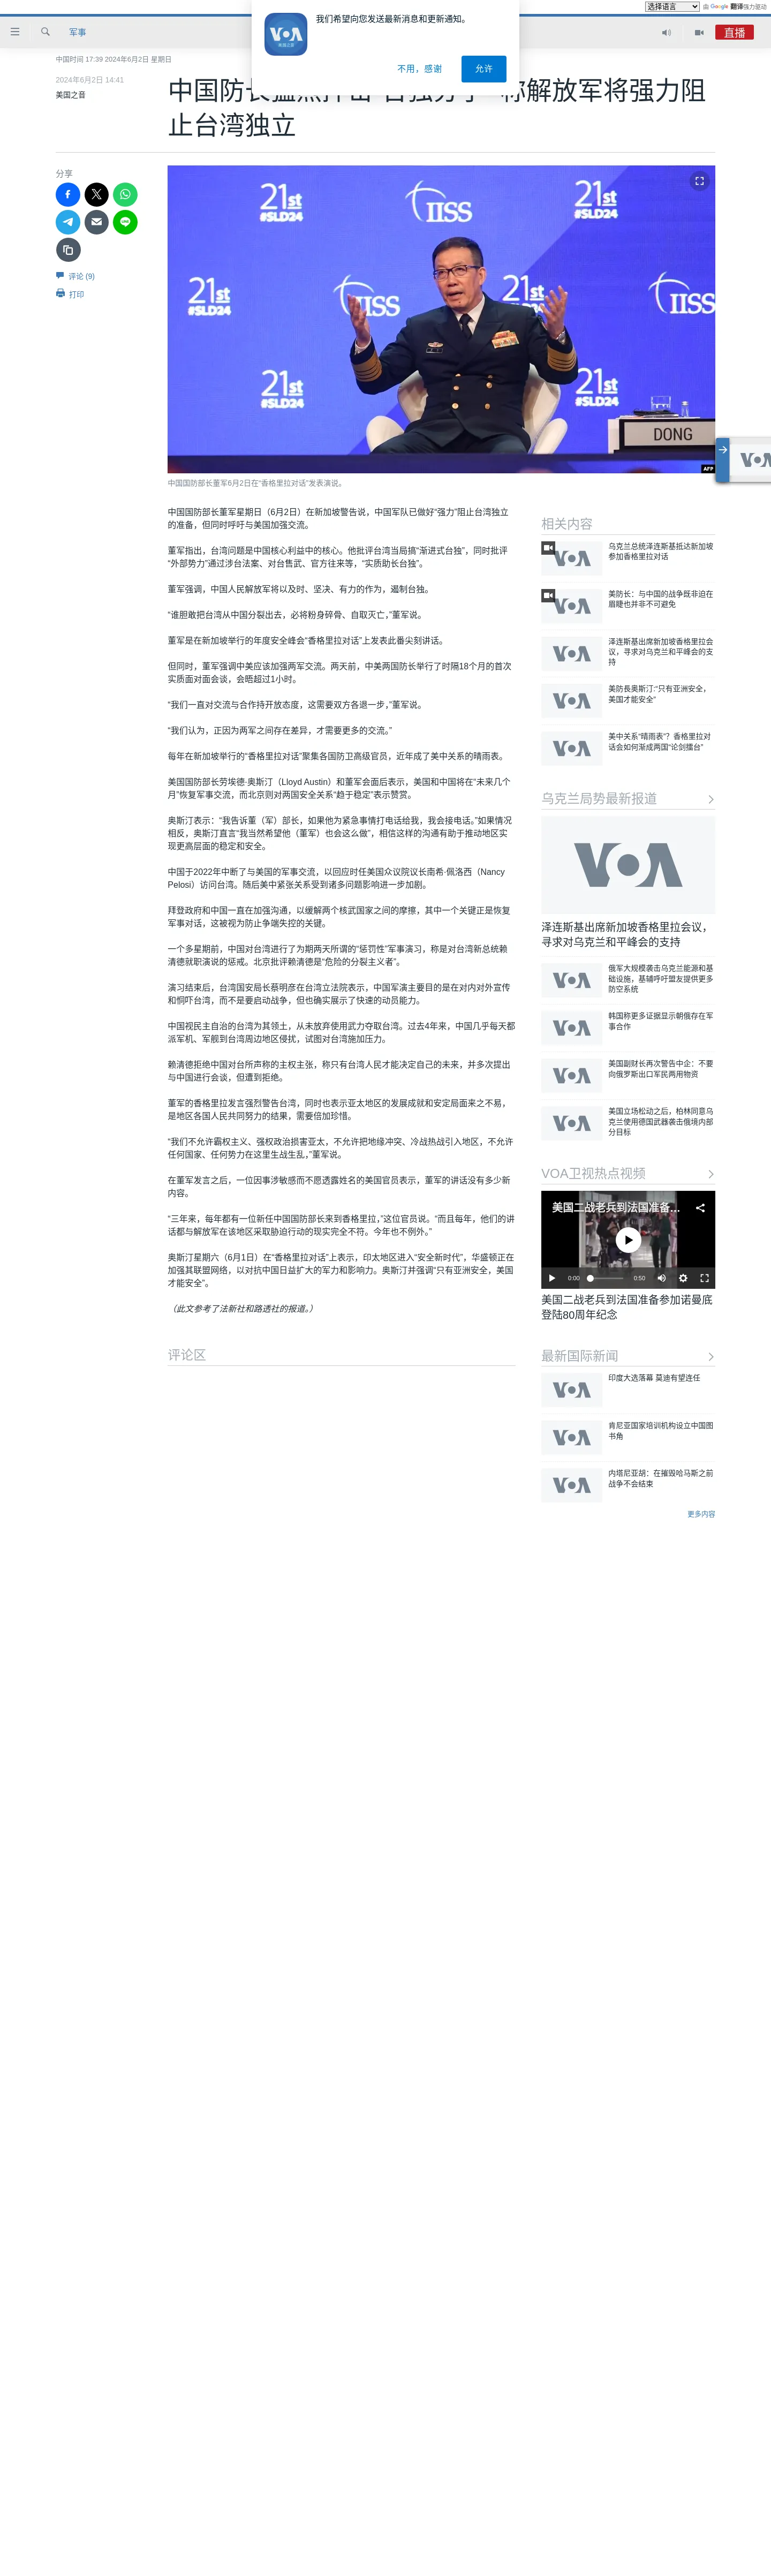 选择语言
由 Google 翻译强力驱动
我们希望向您发送最新消息和更新通知。
VOA
美国之音
不用，感谢
允许
军事
直播
中国时间 17:39 2024年6月2日 星期日
2024年6月2日 14:41
美国之音
称解放军将强力阻
止台湾独立
分享
评论 (9)
打印
21st
#SLD24
IISS
21st
#SLD24
21st
#SLD24
IISS
21st
#SLD24
IISS
21st
#SLD24
21st
#SLD24
DONG
AFP
VOA
中国国防部长董军6月2日在“香格里拉对话”发表演说。
中国国防部长董军星期日（6月2日）在新加坡警告说，中国军队已做好“强力”阻止台湾独立
的准备，但同时呼吁与美国加强交流。
董军指出，台湾问题是中国核心利益中的核心。他批评台湾当局搞“渐进式台独”，同时批评
“外部势力”通过涉台法案、对台售武、官方往来等，“实质助长台独”。
董军强调，中国人民解放军将以及时、坚决、有力的作为，遏制台独。
“谁胆敢把台湾从中国分裂出去，必将粉身碎骨、自取灭亡，”董军说。
董军是在新加坡举行的年度安全峰会“香格里拉对话”上发表此番尖刻讲话。
但同时，董军强调中美应该加强两军交流。两天前，中美两国防长举行了时隔18个月的首次
实质面对面会谈，会晤超过1小时。
“我们一直对交流与合作持开放态度，这需要双方各退一步，”董军说。
“我们认为，正因为两军之间存在差异，才需要更多的交流。”
每年在新加坡举行的“香格里拉对话”聚集各国防卫高级官员，近年成了美中关系的晴雨表。
美国国防部长劳埃德·奥斯汀（Lloyd Austin）和董军会面后表示，美国和中国将在“未来几个
月”恢复军事交流，而北京则对两国安全关系“趋于稳定”表示赞赏。
奥斯汀表示：“我告诉董（军）部长，如果他为紧急事情打电话给我，我会接电话。”如果情况
相反，奥斯汀直言“我当然希望他（董军）也会这么做”，相信这样的沟通有助于推动地区实
现更高层面的稳定和安全。
中国于2022年中断了与美国的军事交流，以回应时任美国众议院议长南希·佩洛西（Nancy
Pelosi）访问台湾。随后美中紧张关系受到诸多问题影响进一步加剧。
拜登政府和中国一直在加强沟通，以缓解两个核武国家之间的摩擦，其中一个关键正是恢复
军事对话，这被视为防止争端失控的关键。
一个多星期前，中国对台湾进行了为期两天所谓的“惩罚性”军事演习，称是对台湾新总统赖
清德就职演说的惩戒。北京批评赖清德是“危险的分裂主义者”。
演习结束后，台湾国安局长蔡明彦在台湾立法院表示，中国军演主要目的是在对内对外宣传
和恫吓台湾，而不是要启动战争，但也确实展示了快速的动员能力。
中国视民主自治的台湾为其领土，从未放弃使用武力夺取台湾。过去4年来，中国几乎每天都
派军机、军舰到台湾周边地区侵扰，试图对台湾施加压力。
赖清德拒绝中国对台所声称的主权主张，称只有台湾人民才能决定自己的未来，并多次提出
与中国进行会谈，但遭到拒绝。
董军的香格里拉发言强烈警告台湾，同时也表示亚太地区的发展成就和安定局面来之不易，
是地区各国人民共同努力的结果，需要倍加珍惜。
“我们不允许霸权主义、强权政治损害亚太，不允许把地缘冲突、冷战热战引入地区，不允许
任何国家、任何势力在这里生战生乱，”董军说。
在董军发言之后，一位因事涉敏感而不愿透露姓名的美国官员表示，董军的讲话没有多少新
内容。
“三年来，每年都有一位新任中国国防部长来到香格里拉，”这位官员说。“而且每年，他们的讲
话都与解放军在该地区采取胁迫行动的现实完全不符。今年也不例外。”
奥斯汀星期六（6月1日）在“香格里拉对话”上表示，印太地区进入“安全新时代”，华盛顿正在
加强其联盟网络，以对抗中国日益扩大的军力和影响力。奥斯汀并强调“只有亚洲安全，美国
才能安全”。
（此文参考了法新社和路透社的报道。）
评论区
相关内容
VOA
乌克兰总统泽连斯基抵达新加坡
参加香格里拉对话
VOA
美防长：与中国的战争既非迫在
眉睫也并非不可避免
VOA
泽连斯基出席新加坡香格里拉会
议，寻求对乌克兰和平峰会的支
持
VOA
美防长奥斯汀:“只有亚洲安全，
美国才能安全”
VOA
美中关系“晴雨表”？香格里拉对
话会如何渐成两国“论剑擂台”
乌克兰局势最新报道
VOA
泽连斯基出席新加坡香格里拉会议，
寻求对乌克兰和平峰会的支持
VOA
俄军大规模袭击乌克兰能源和基
础设施，基辅呼吁盟友提供更多
防空系统
VOA
韩国称更多证据显示朝俄存在军
事合作
VOA
美国副财长再次警告中企：不要
向俄罗斯出口军民两用物资
VOA
美国立场松动之后，柏林同意乌
克兰使用德国武器袭击俄境内部
分目标
VOA卫视热点视频
美国二战老兵到法国准备...
0:00
0:50
美国二战老兵到法国准备参加诺曼底
登陆80周年纪念
最新国际新闻
VOA
印度大选落幕 莫迪有望连任
VOA
肯尼亚国家培训机构设立中国图
书角
VOA
内塔尼亚胡：在摧毁哈马斯之前
战争不会结束
更多内容